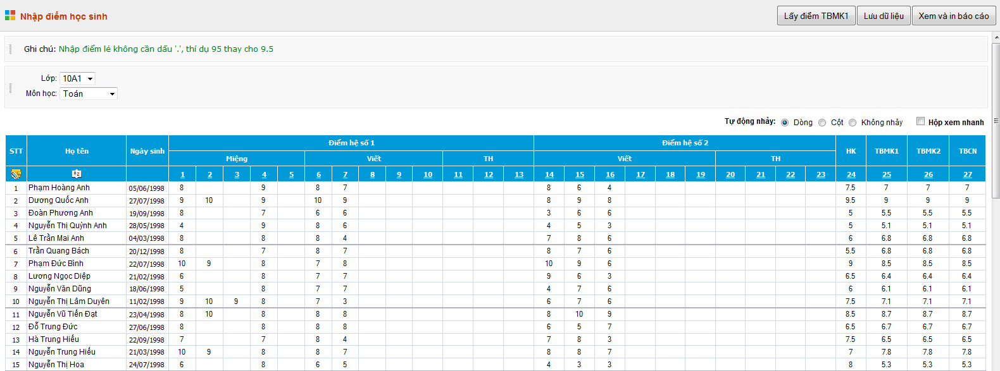 Nhập điểm học sinh
Lấy điểm TBMK1 Lưu dữ liệu Xem và in báo cáo
Ghi chú: Nhập điểm lẻ không cần dấu '.', thí dụ 95 thay cho 9.5
Lớp: 10A1
Môn học: Toán
Tự động nhảy: Dòng Cột Không nhảy Hộp xem nhanh
STT Họ tên Ngày sinh Điểm hệ số 1 Điểm hệ số 2 HK TBMK1 TBMK2 TBCN
Miệng Viết TH Viết TH
1 2 3 4 5 6 7 8 9 10 11 12 13 14 15 16 17 18 19 20 21 22 23 24 25 26 27
1 Phạm Hoàng Anh 05/06/1998 8 9 8 7 8 6 4 7.5 7 7 7
2 Dương Quốc Anh 27/07/1998 9 10 9 10 9 8 9 8 9.5 9 9 9
3 Đoàn Phương Anh 19/09/1998 8 7 6 6 3 6 6 5 5.5 5.5 5.5
4 Nguyễn Thị Quỳnh Anh 28/05/1998 4 9 8 6 4 5 3 5 5.1 5.1 5.1
5 Lê Trần Mai Anh 04/03/1998 8 8 8 4 7 8 6 6 6.8 6.8 6.8
6 Trần Quang Bách 20/12/1998 8 7 8 7 8 7 6 5.5 6.8 6.8 6.8
7 Phạm Đức Bình 22/07/1998 10 9 8 7 8 10 9 6 9 8.5 8.5 8.5
8 Lương Ngọc Diệp 21/02/1998 6 8 7 7 9 6 3 6.5 6.4 6.4 6.4
9 Nguyễn Văn Dũng 18/06/1998 5 8 7 7 4 7 6 6 6.1 6.1 6.1
10 Nguyễn Thị Lâm Duyên 11/02/1998 9 10 9 8 7 3 6 7 6 7.5 7.1 7.1 7.1
11 Nguyễn Vũ Tiến Đạt 23/04/1998 8 10 8 8 8 8 10 9 8.5 8.7 8.7 8.7
12 Đỗ Trung Đức 27/06/1998 8 8 8 8 6 5 7 6.5 6.7 6.7 6.7
13 Hà Trung Hiếu 22/09/1998 7 7 8 4 7 8 3 7.5 6.5 6.5 6.5
14 Nguyễn Trung Hiếu 21/03/1998 10 9 8 8 7 8 8 7 7 7.8 7.8 7.8
15 Nguyễn Thị Hoa 24/07/1998 6 8 6 5 4 3 3 8 5.3 5.3 5.3